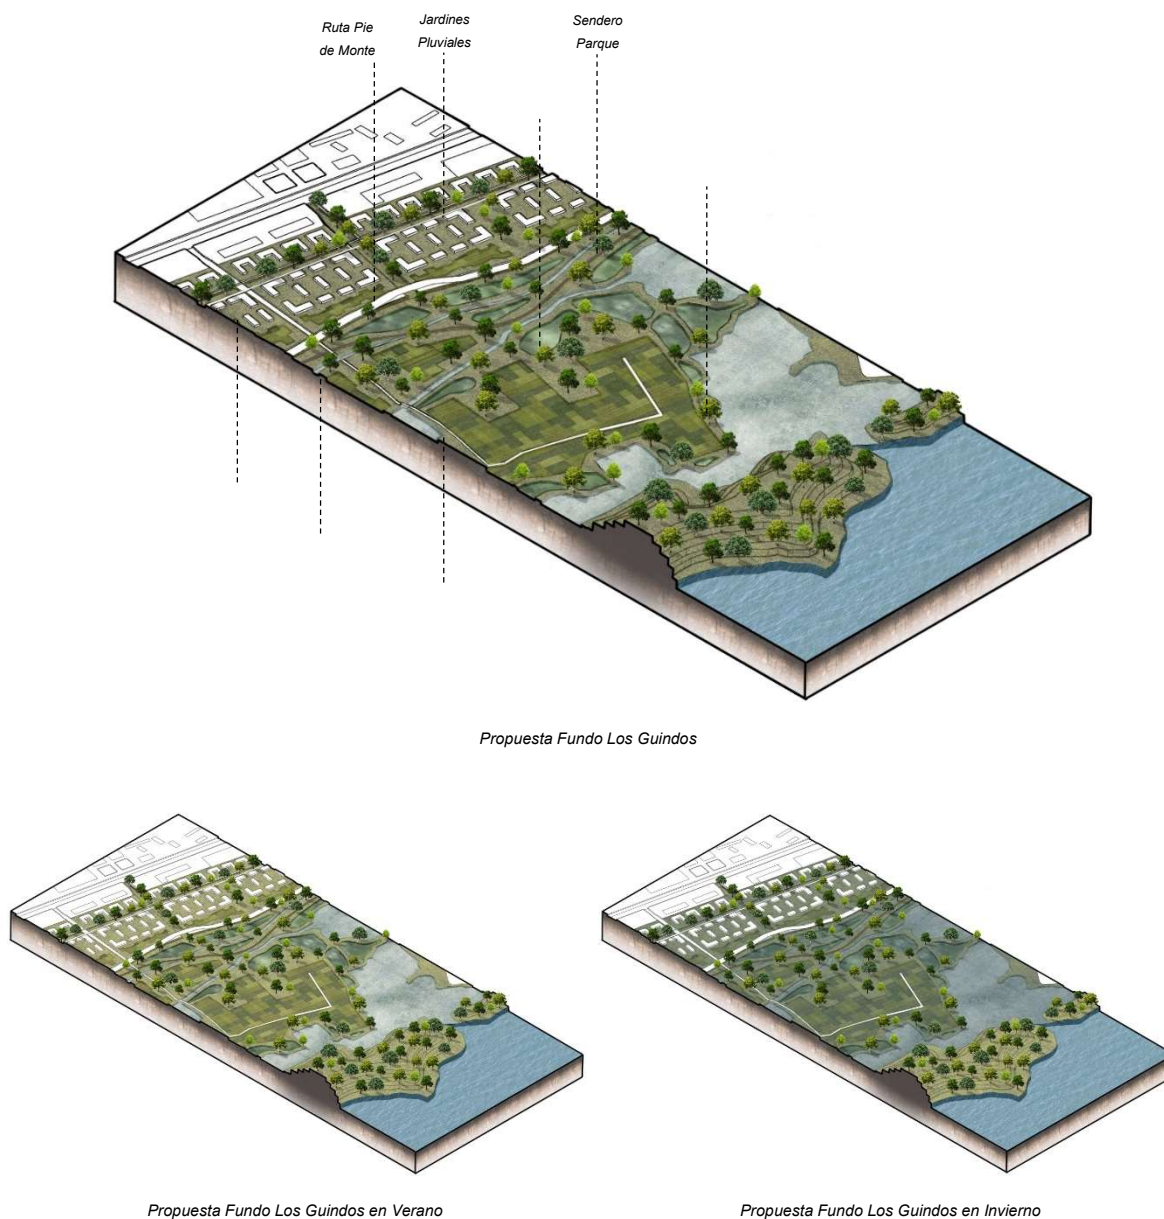 Ruta Pie
de Monte
Jardines
Pluviales
Sendero
Parque
Propuesta Fundo Los Guindos
Propuesta Fundo Los Guindos en Verano
Propuesta Fundo Los Guindos en Invierno